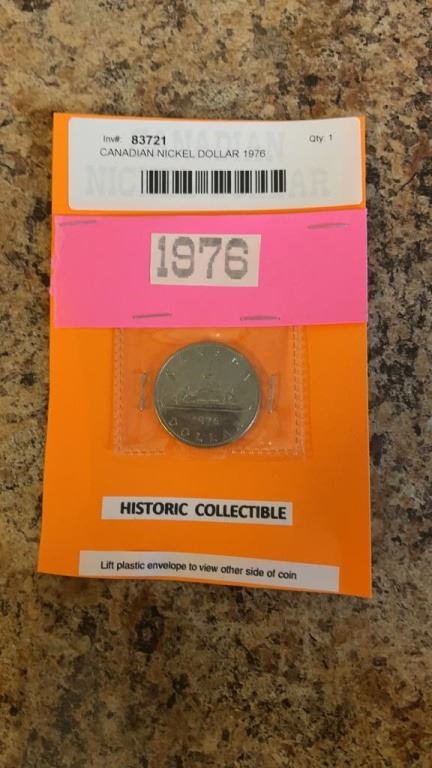 Inv#: 83721 Qty: 1
CANADIAN NICKEL DOLLAR 1976
1976
1976
DOLLAR
HISTORIC COLLECTIBLE
Lift plastic envelope to view other side of coin